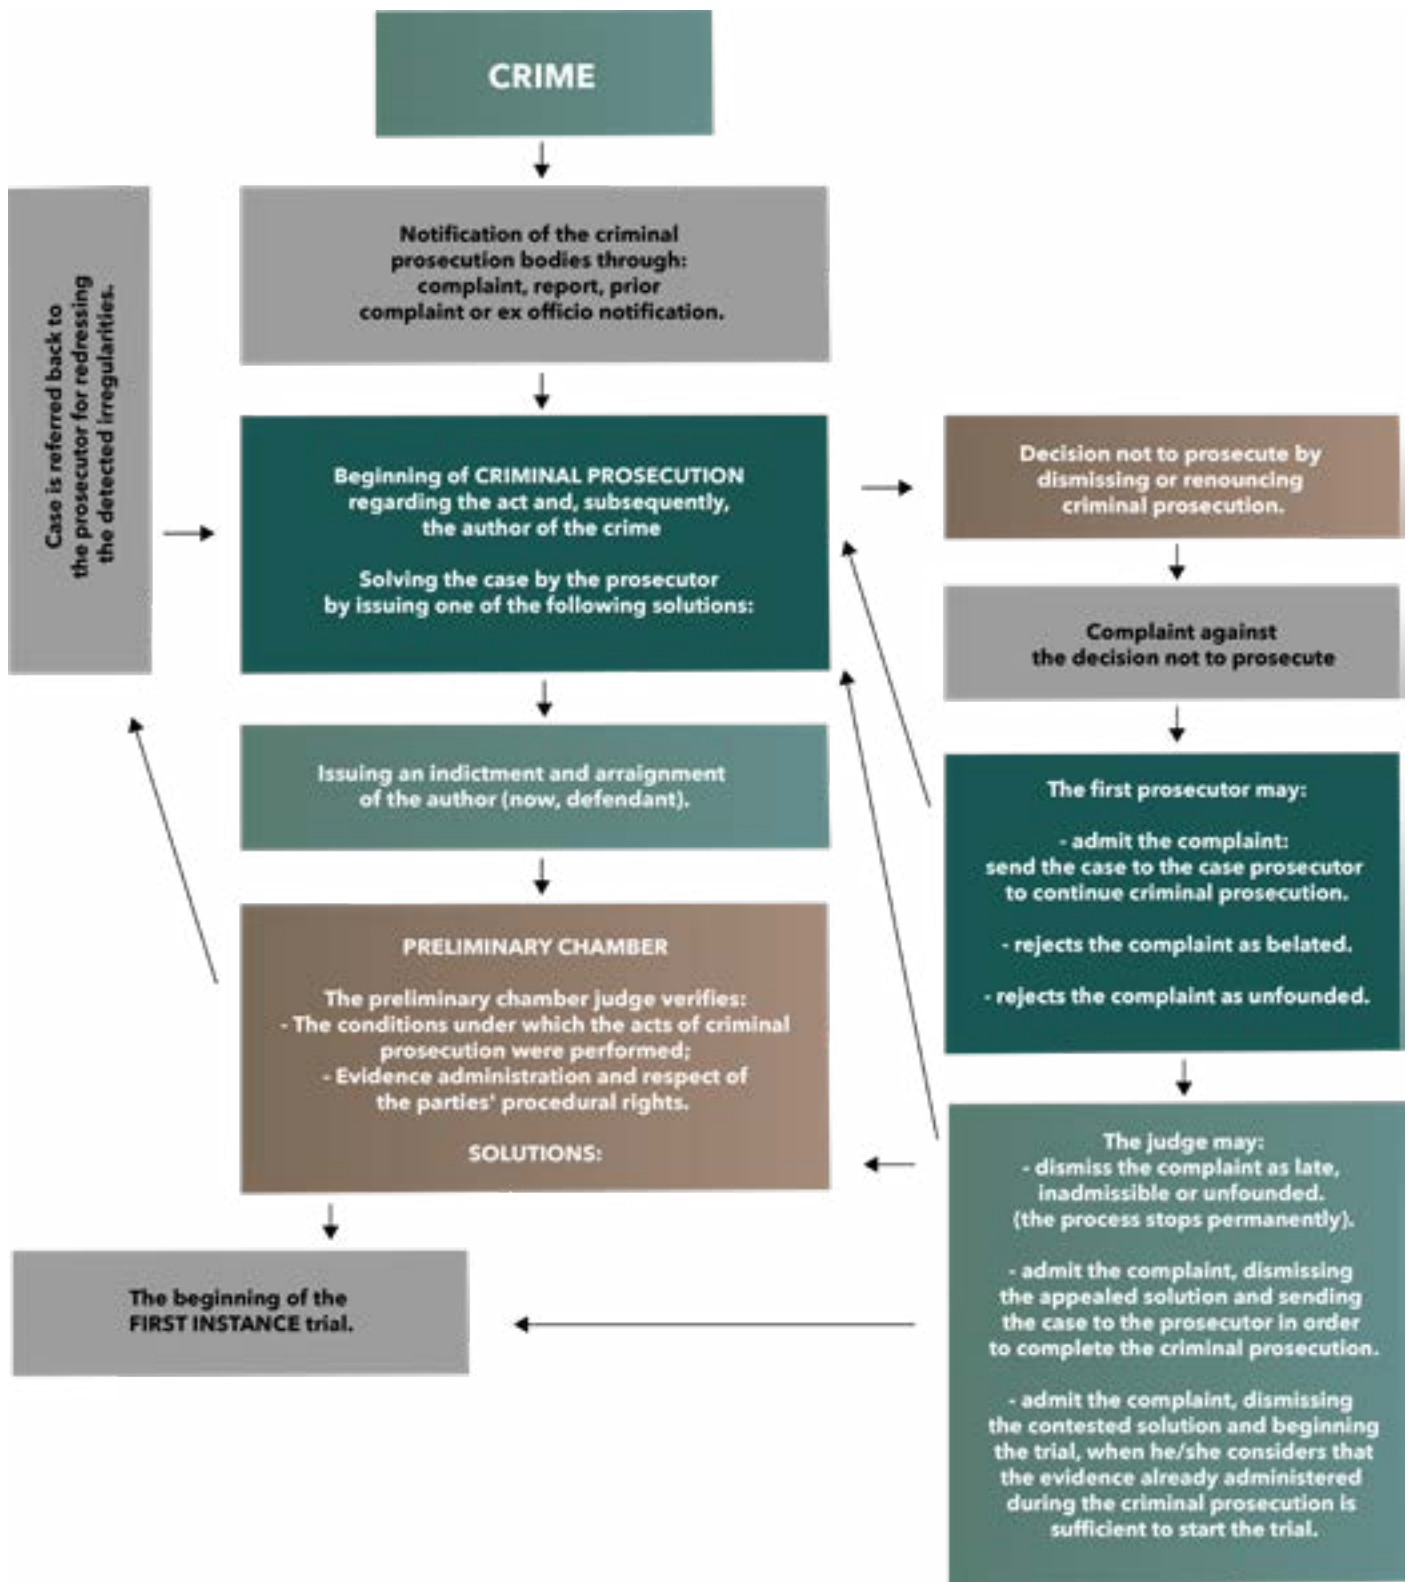 CRIME
Notification of the criminal
prosecution bodies through:
complaint, report, prior
complaint or ex officio notification.
Case is referred back to
the prosecutor for redressing
the detected irregularities.
Beginning of CRIMINAL PROSECUTION
regarding the act and, subsequently,
the author of the crime
Solving the case by the prosecutor
by issuing one of the following solutions:
Decision not to prosecute by
dismissing or renouncing
criminal prosecution.
Complaint against
the decision not to prosecute
Issuing an indictment and arraignment
of the author (now, defendant).
The first prosecutor may:
- admit the complaint:
send the case to the case prosecutor
to continue criminal prosecution.
- rejects the complaint as belated.
- rejects the complaint as unfounded.
PRELIMINARY CHAMBER
The preliminary chamber judge verifies:
- The conditions under which the acts of criminal
prosecution were performed;
- Evidence administration and respect of
the parties' procedural rights.
SOLUTIONS:
The judge may:
- dismiss the complaint as late,
inadmissible or unfounded.
(the process stops permanently).
- admit the complaint, dismissing
the appealed solution and sending
the case to the prosecutor in order
to complete the criminal prosecution.
- admit the complaint, dismissing
the contested solution and beginning
the trial, when he/she considers that
the evidence already administered
during the criminal prosecution is
sufficient to start the trial.
The beginning of the
FIRST INSTANCE trial.